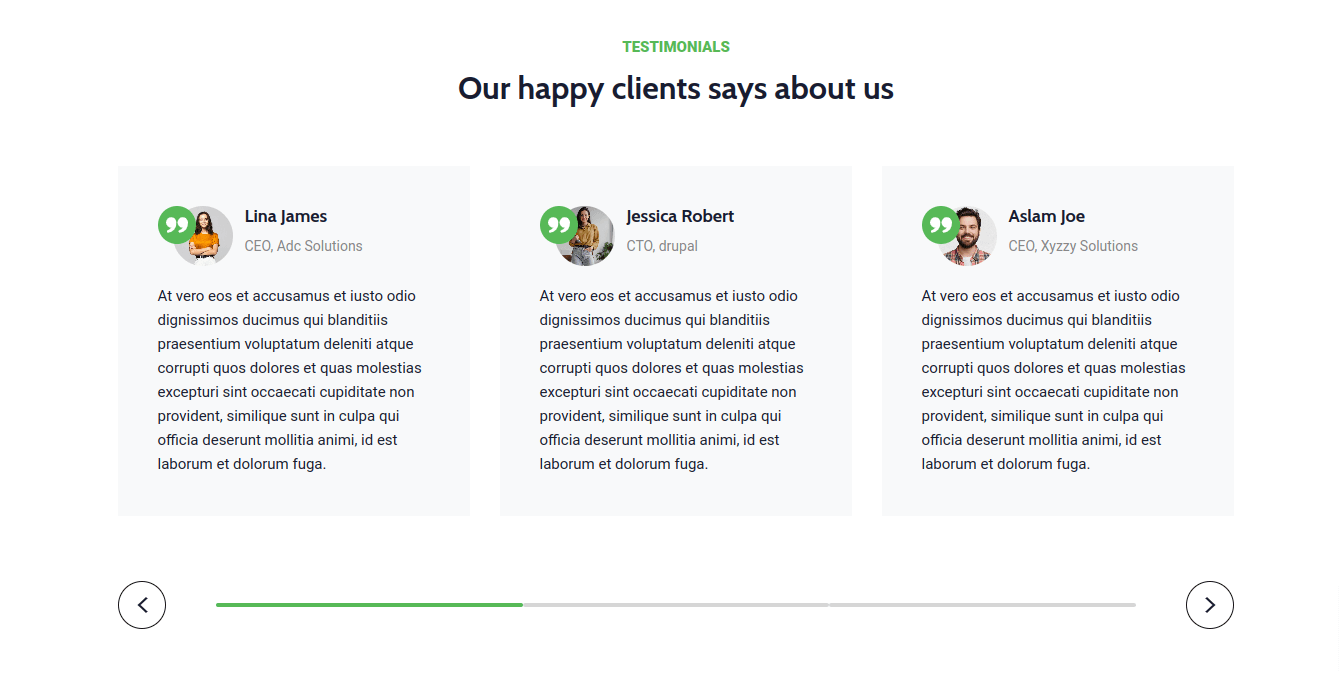 TESTIMONIALS
Our happy clients says about us
Lina James
CEO, Adc Solutions
At vero eos et accusamus et iusto odio
dignissimos ducimus qui blanditiis
praesentium voluptatum deleniti atque
corrupti quos dolores et quas molestias
excepturi sint occaecati cupiditate non
provident, similique sunt in culpa qui
officia deserunt mollitia animi, id est
laborum et dolorum fuga.
Jessica Robert
CTO, drupal
At vero eos et accusamus et iusto odio
dignissimos ducimus qui blanditiis
praesentium voluptatum deleniti atque
corrupti quos dolores et quas molestias
excepturi sint occaecati cupiditate non
provident, similique sunt in culpa qui
officia deserunt mollitia animi, id est
laborum et dolorum fuga.
Aslam Joe
CEO, Xyzzy Solutions
At vero eos et accusamus et iusto odio
dignissimos ducimus qui blanditiis
praesentium voluptatum deleniti atque
corrupti quos dolores et quas molestias
excepturi sint occaecati cupiditate non
provident, similique sunt in culpa qui
officia deserunt mollitia animi, id est
laborum et dolorum fuga.